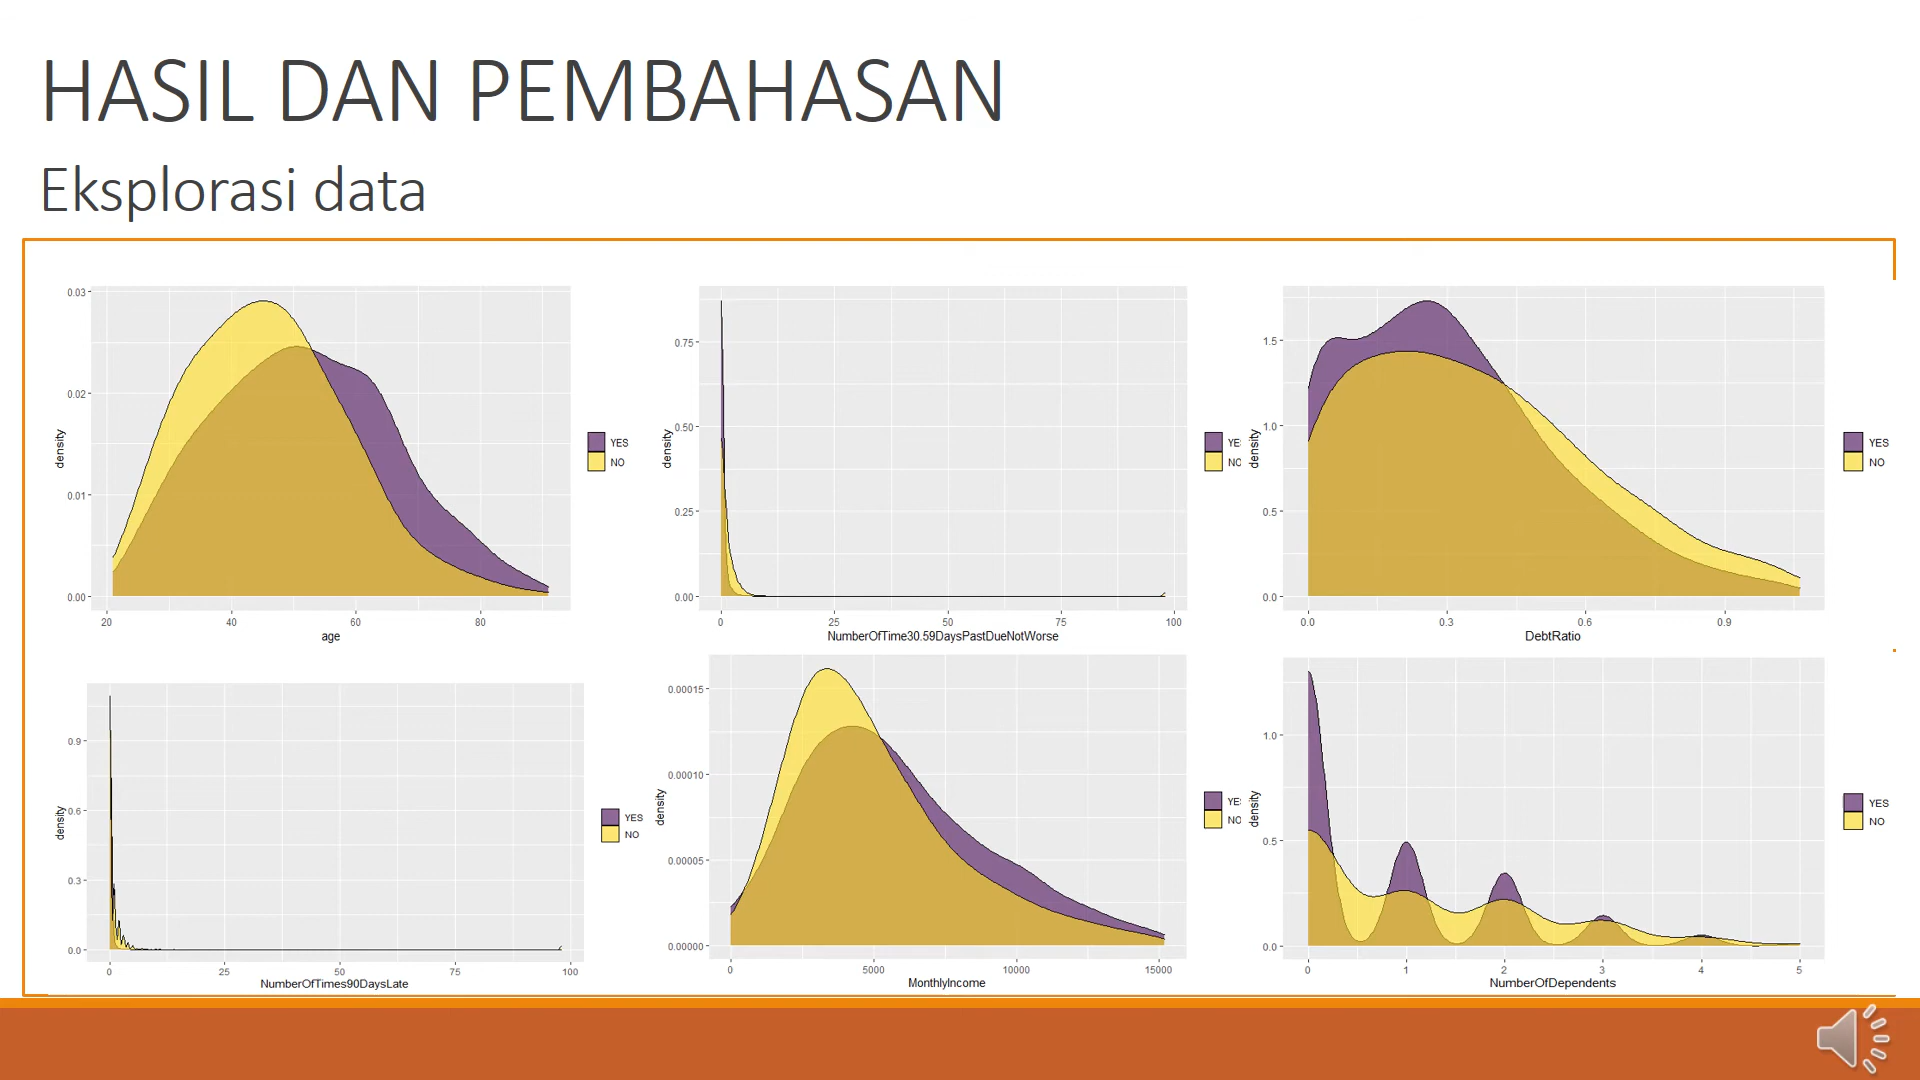 HASIL DAN PEMBAHASAN
Eksplorasi data
0.03
0.02
0.01
0.00
density
20 40 60 80
age
YES
NO
0.75
0.50
0.25
0.00
density
0 25 50 75 100
NumberOfTime30.59DaysPastDueNotWorse
YE
NO
1.5
1.0
0.5
0.0
density
0.0 0.3 0.6 0.9
DebtRatio
YES
NO
0.9
0.6
0.3
0.0
density
0 25 50 75 100
NumberOfTimes90DaysLate
YES
NO
0.00015
0.00010
0.00005
0.00000
density
0 5000 10000 15000
MonthlyIncome
YE
NO
1.0
0.5
0.0
density
0 1 2 3 4 5
NumberOfDependents
YES
NO